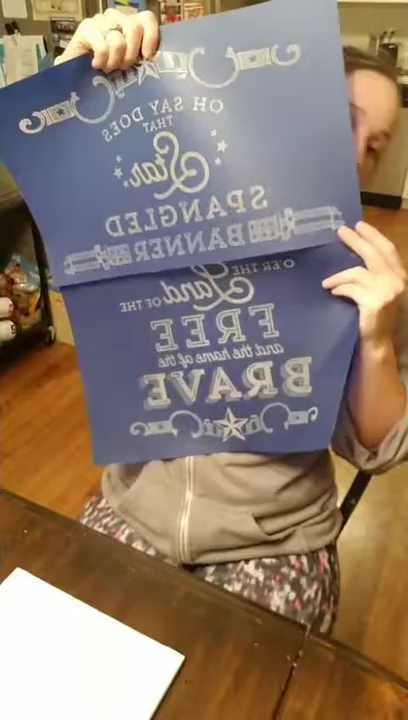 OH SAY DOES
THAT
Star
SPANGLED
BANNER
O'ER THE
Land OF THE
FREE
and the home of the
BRAVE